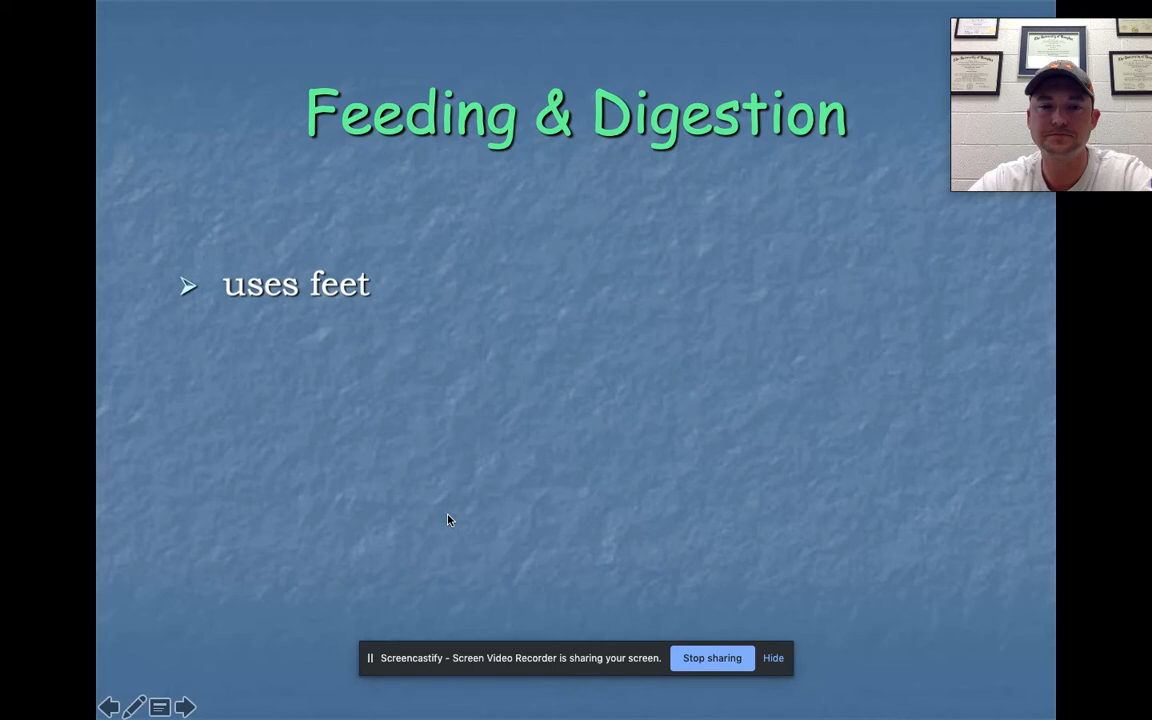 Feeding & Digestion
uses feet
Screencastify - Screen Video Recorder is sharing your screen.
Stop sharing
Hide